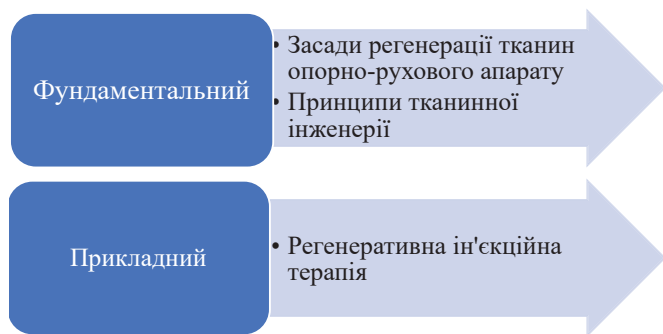 Фундаментальний
• Засади регенерації тканин
опорно-рухового апарату
• Принципи тканинної
інженерії
Прикладний
• Регенеративна ін'єкційна
терапія